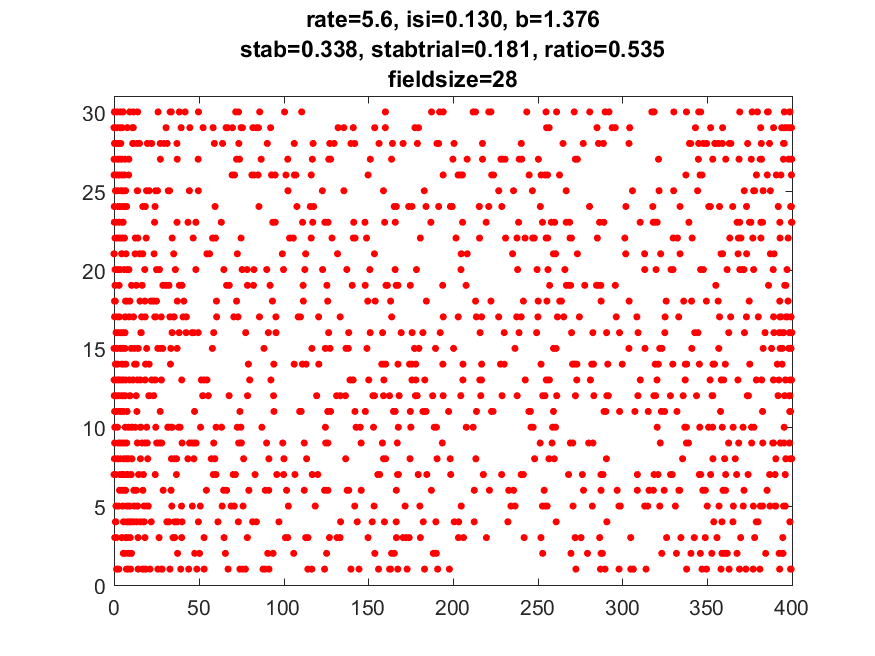 rate=5.6, isi=0.130, b=1.376
stab=0.338, stabtrial=0.181, ratio=0.535
fieldsize=28
30
25
20
15
10
5
0
0 50 100 150 200 250 300 350 400